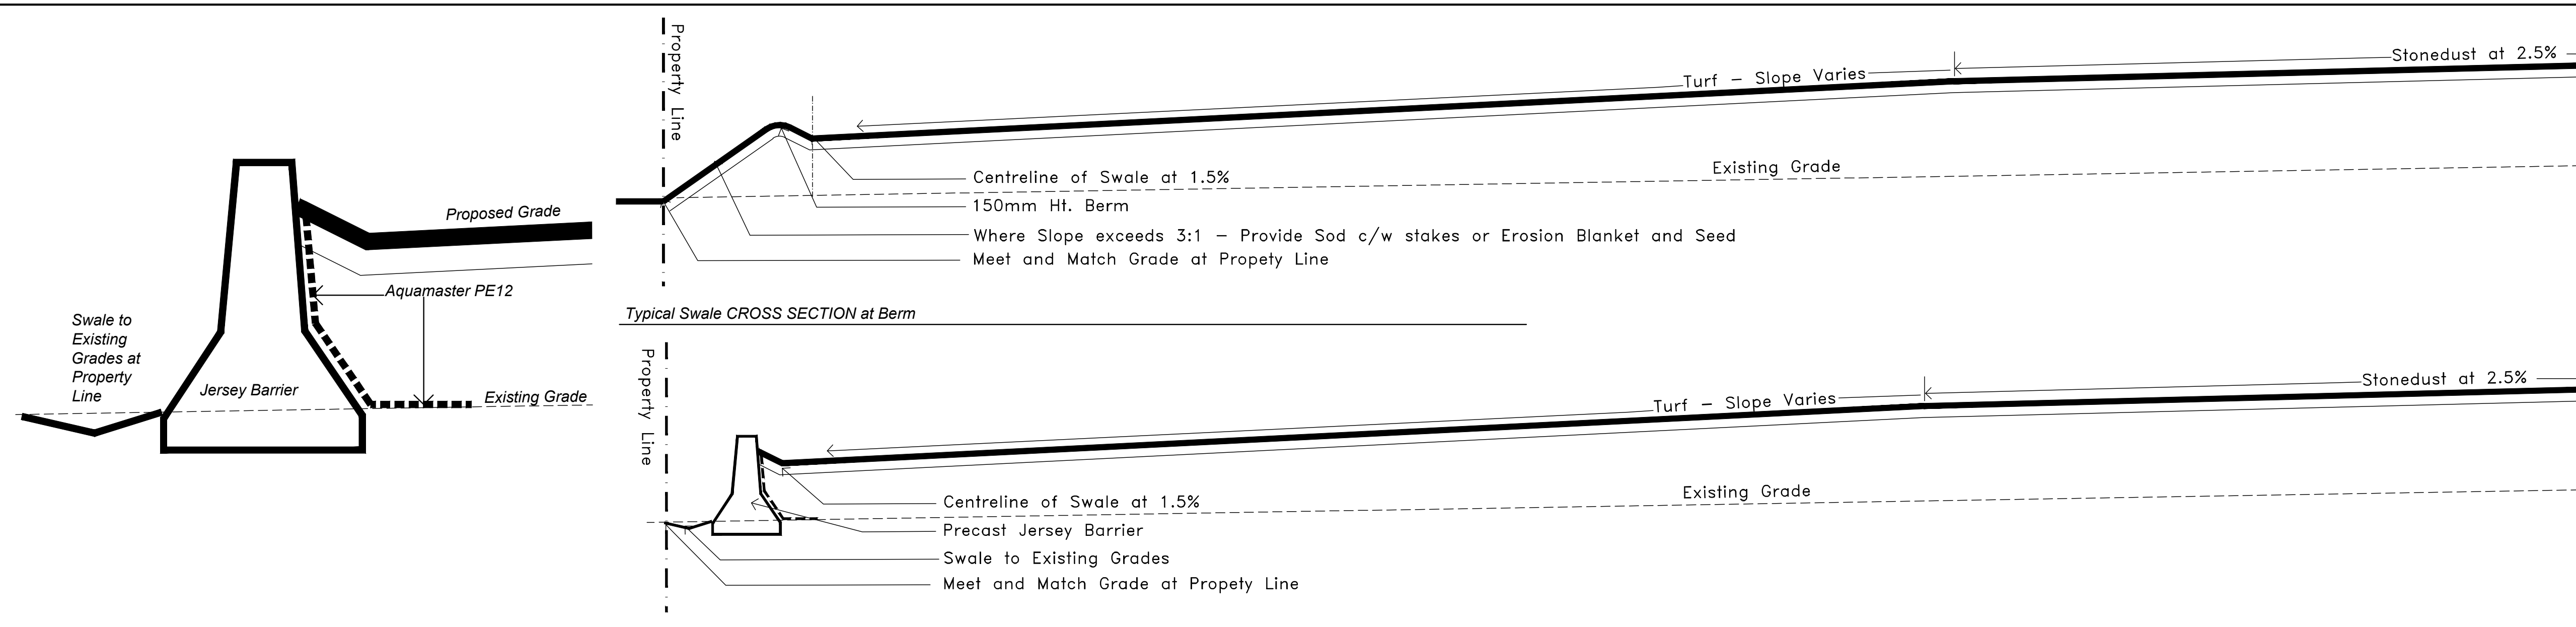 Proposed Grade
Aquamaster PE12
Swale to
Existing
Grades at
Property
Line
Jersey Barrier
Existing Grade
Property Line
Stonedust at 2.5%
Turf - Slope Varies
Existing Grade
Centreline of Swale at 1.5%
150mm Ht. Berm
Where Slope exceeds 3:1 - Provide Sod c/w stakes or Erosion Blanket and Seed
Meet and Match Grade at Propety Line
Typical Swale CROSS SECTION at Berm
Property Line
Stonedust at 2.5%
Turf - Slope Varies
Existing Grade
Centreline of Swale at 1.5%
Precast Jersey Barrier
Swale to Existing Grades
Meet and Match Grade at Propety Line